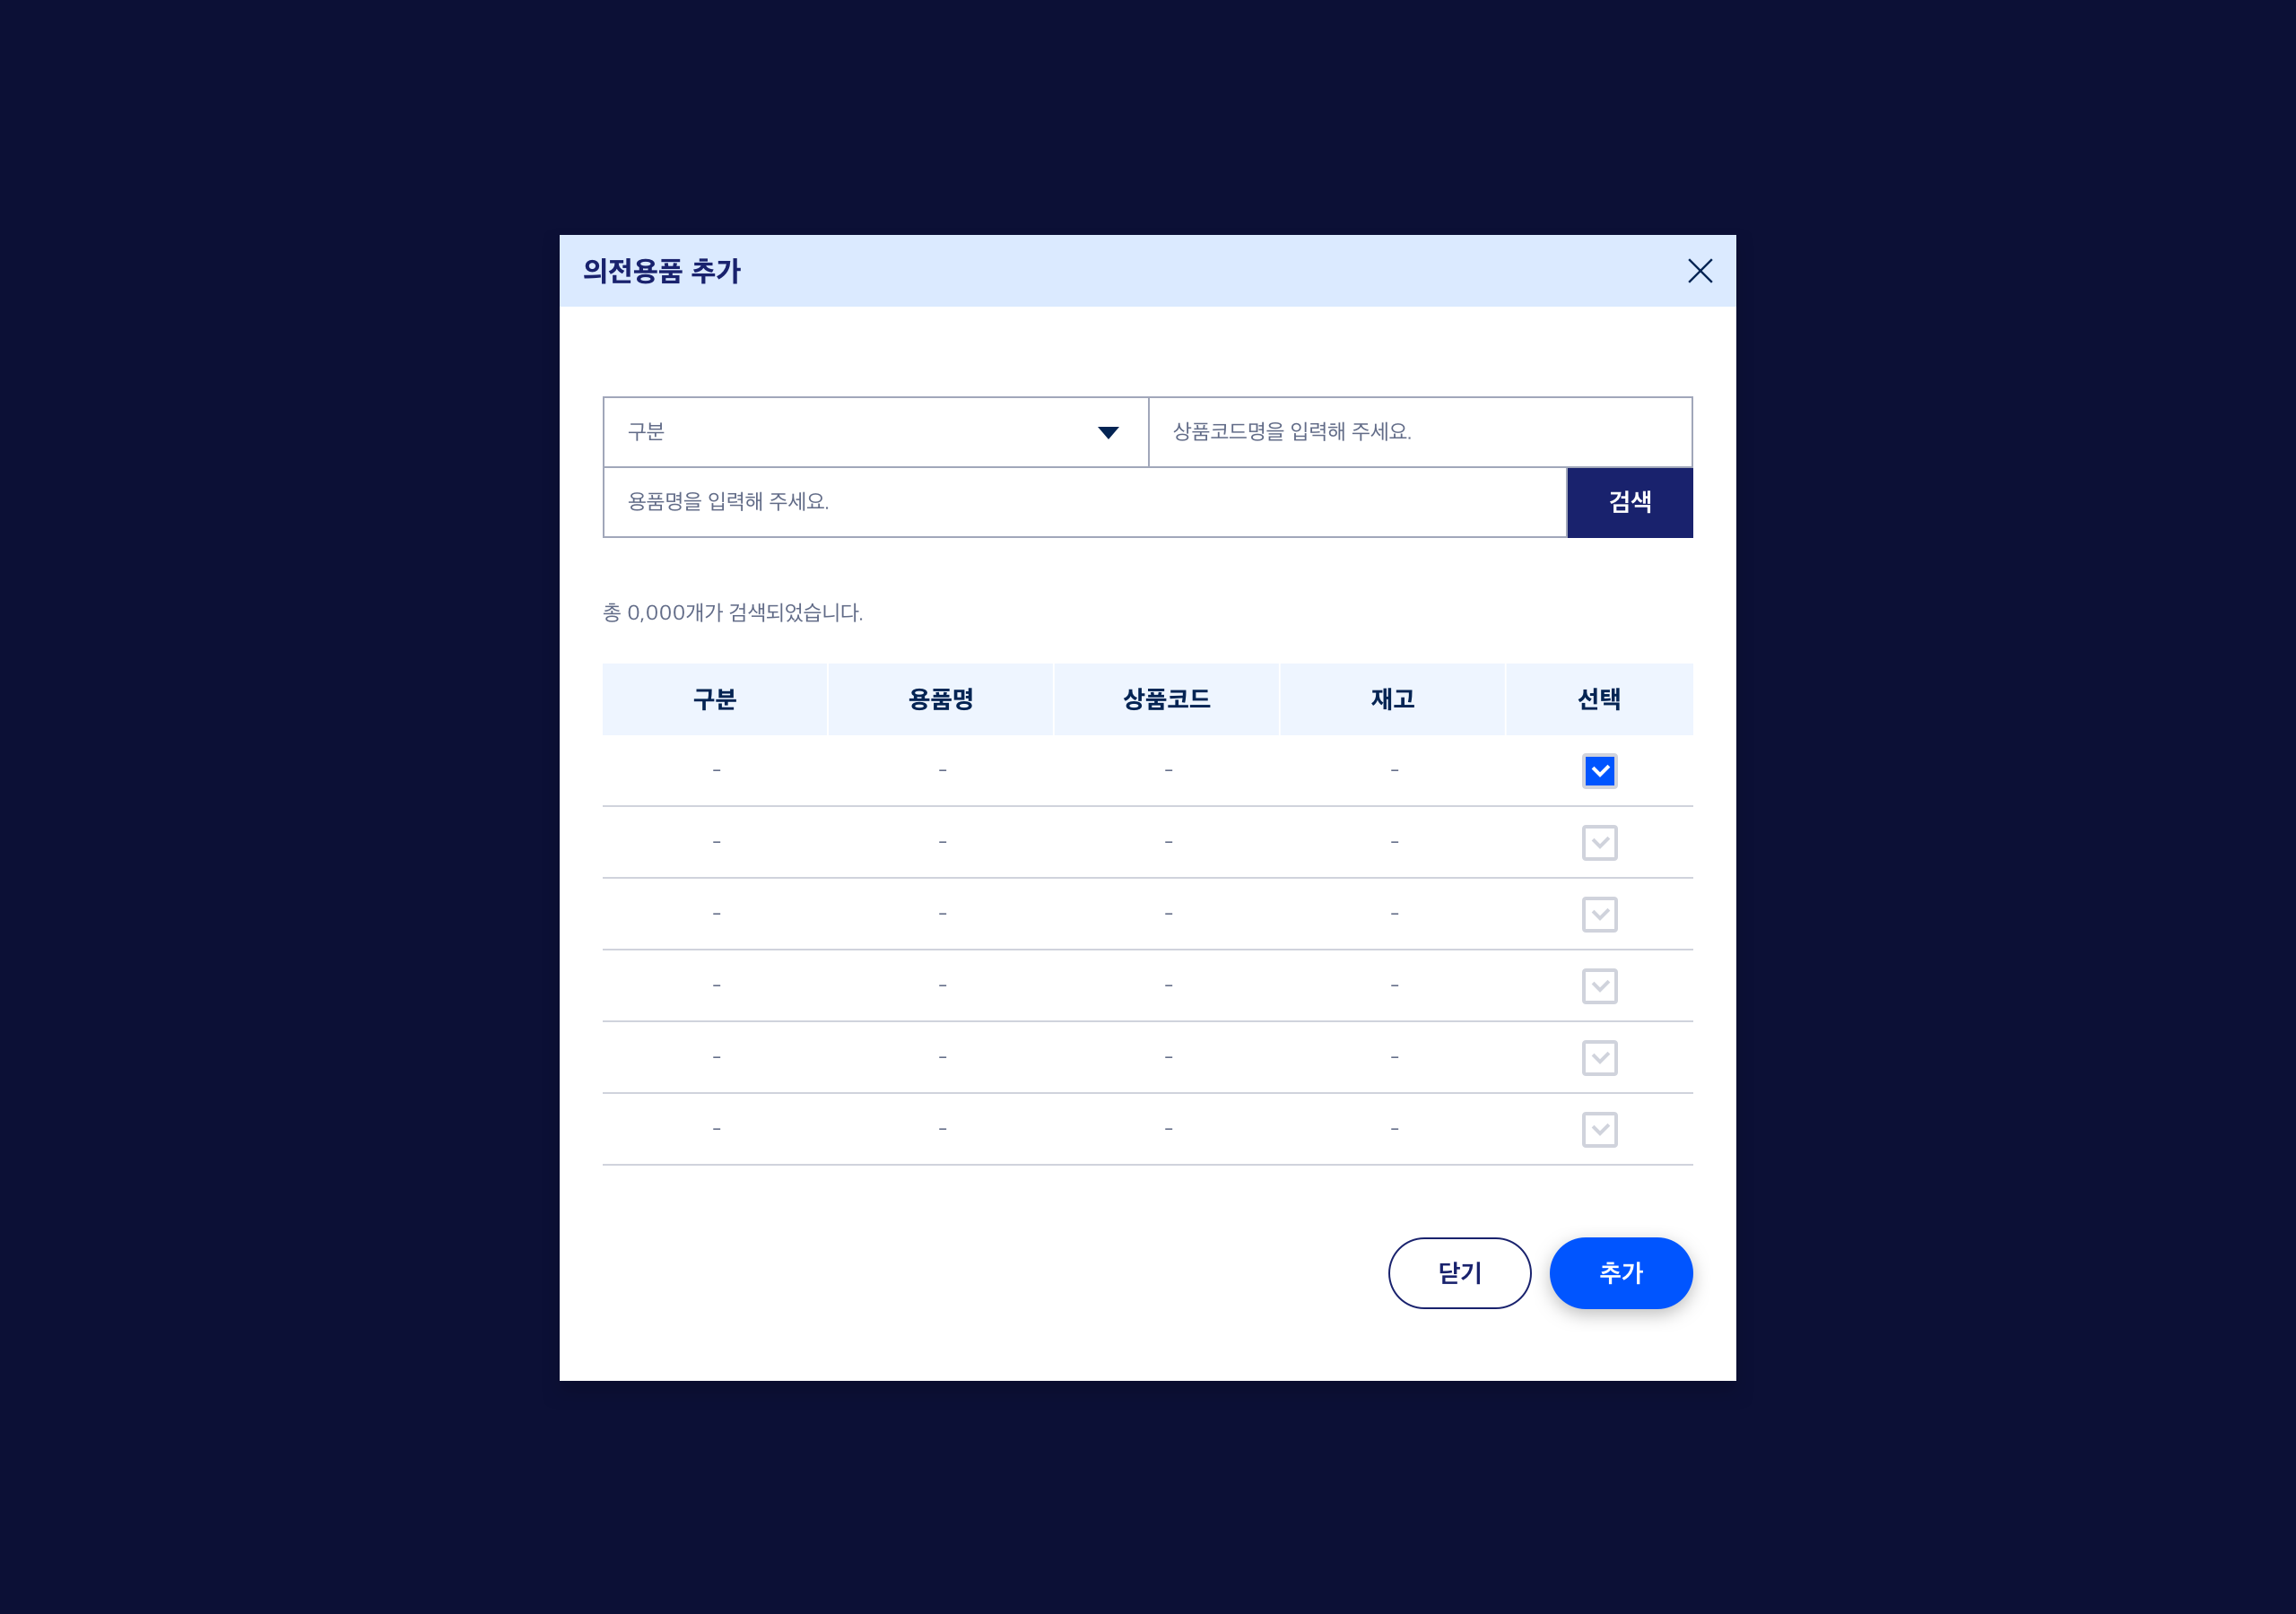 의전용품 추가
구분 상품코드명을 입력해 주세요.
용품명을 입력해 주세요. 검색
총 0,000개가 검색되었습니다.
구분 용품명 상품코드 재고 선택
- - - -
- - - -
- - - -
- - - -
- - - -
- - - -
닫기 추가